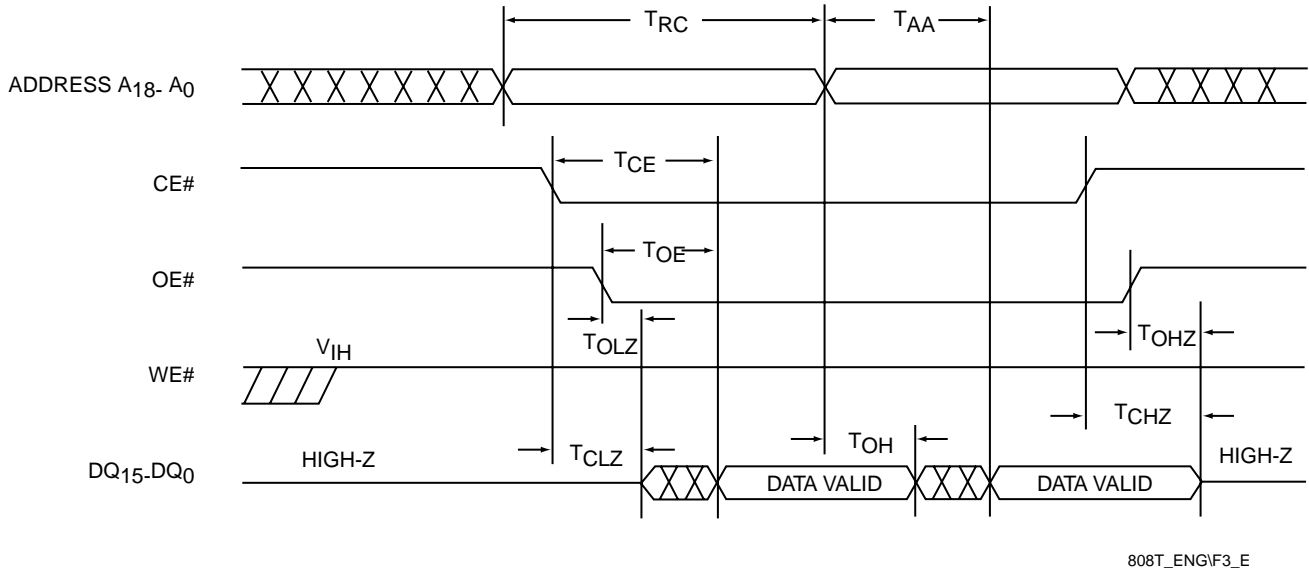 TRC
TAA
ADDRESS A18- A0
TCE
CE#
TOE
OE#
TOLZ
TOHZ
VIH
WE#
TCHZ
HIGH-Z
TCLZ
TOH
HIGH-Z
DQ15-DQ0
DATA VALID
DATA VALID
808T_ENG\F3_E